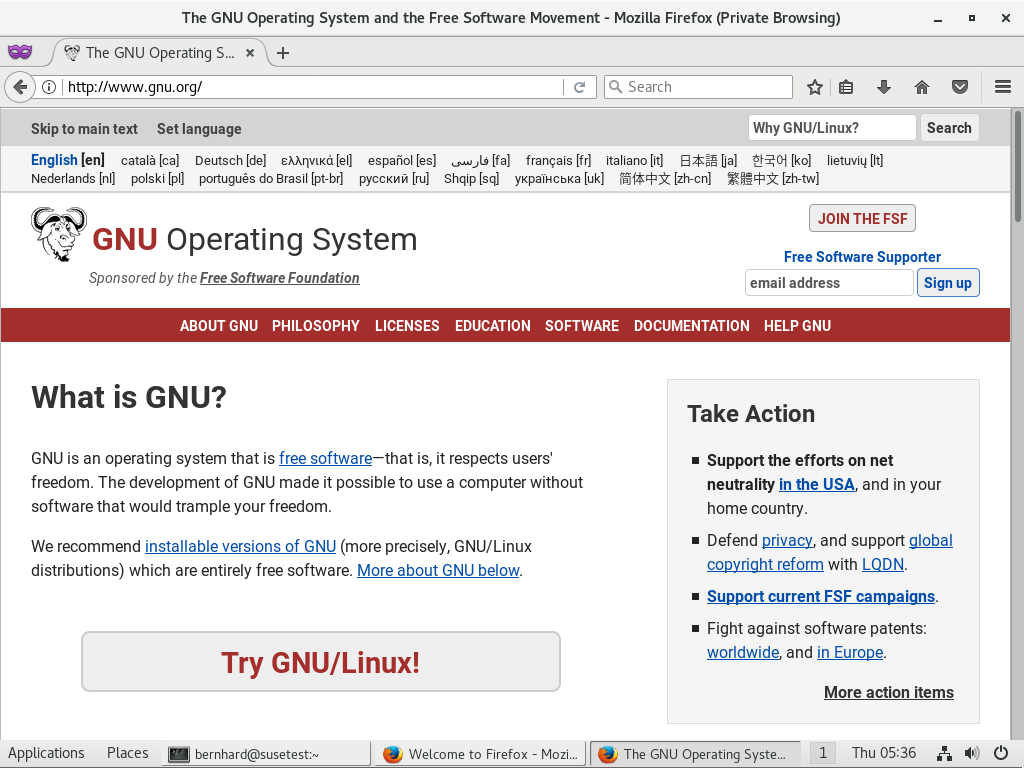 The GNU Operating System and the Free Software Movement - Mozilla Firefox (Private Browsing)
The GNU Operating S...
http://www.gnu.org/
Search
Skip to main text Set language
Why GNU/Linux? Search
English [en] català [ca] Deutsch [de] ελληνικά [el] español [es] فارسی [fa] français [fr] italiano [it] 日本語 [ja] 한국어 [ko] lietuvių [lt]
Nederlands [nl] polski [pl] português do Brasil [pt-br] русский [ru] Shqip [sq] українська [uk] 简体中文 [zh-cn] 繁體中文 [zh-tw]
GNU Operating System
Sponsored by the Free Software Foundation
JOIN THE FSF
Free Software Supporter
email address Sign up
ABOUT GNU PHILOSOPHY LICENSES EDUCATION SOFTWARE DOCUMENTATION HELP GNU
What is GNU?
GNU is an operating system that is free software—that is, it respects users'
freedom. The development of GNU made it possible to use a computer without
software that would trample your freedom.
We recommend installable versions of GNU (more precisely, GNU/Linux
distributions) which are entirely free software. More about GNU below.
Try GNU/Linux!
Take Action
Support the efforts on net
neutrality in the USA, and in your
home country.
Defend privacy, and support global
copyright reform with LQDN.
Support current FSF campaigns.
Fight against software patents:
worldwide, and in Europe.
More action items
Applications Places bernhard@susetest:~ Welcome to Firefox - Mozi... The GNU Operating Syste... 1 Thu 05:36